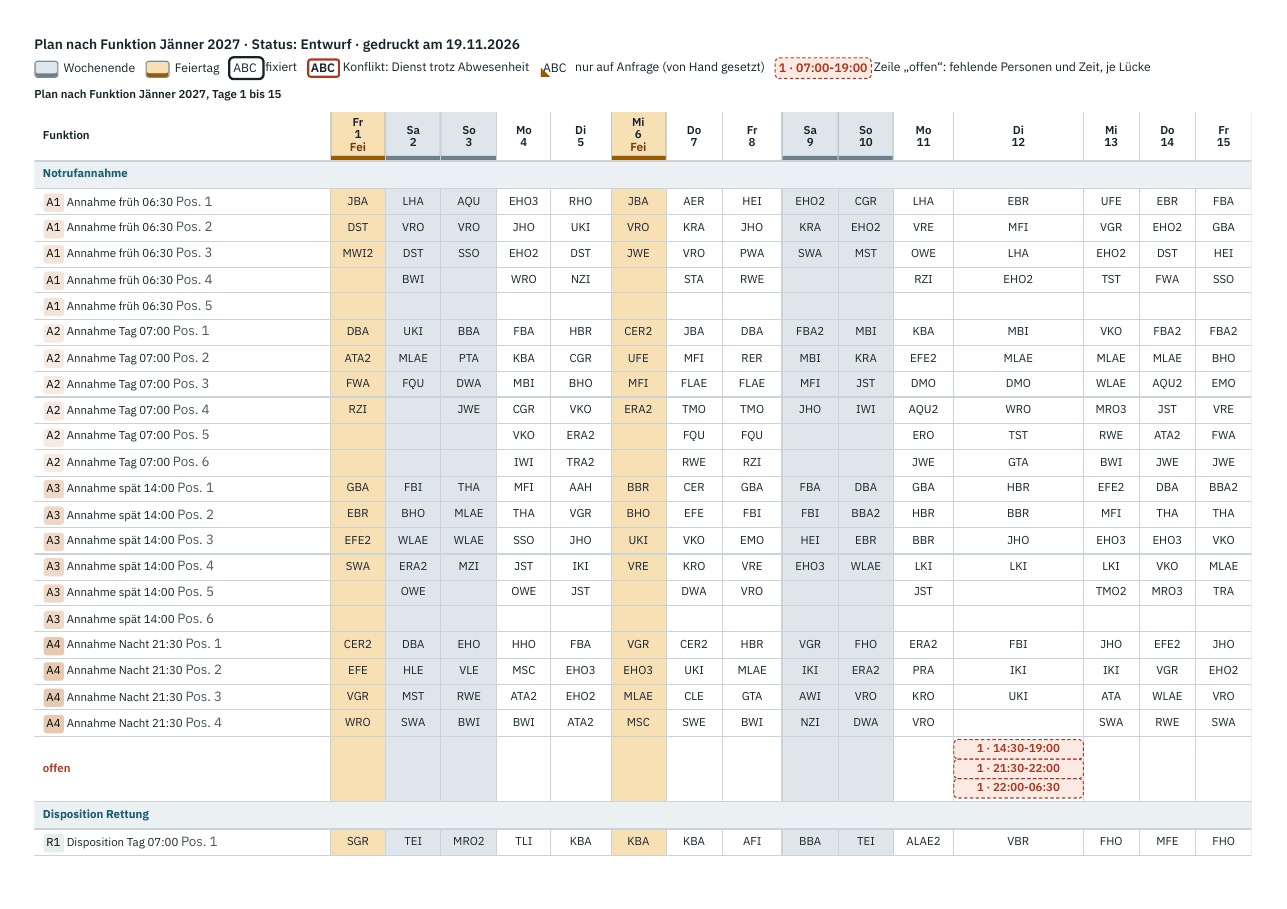 Plan nach Funktion Jänner 2027 · Status: Entwurf · gedruckt am 19.11.2026
Wochenende Feiertag ABC fixiert ABC Konflikt: Dienst trotz Abwesenheit ABC nur auf Anfrage (von Hand gesetzt) 1 · 07:00-19:00 Zeile „offen“: fehlende Personen und Zeit, je Lücke
Plan nach Funktion Jänner 2027, Tage 1 bis 15
Funktion Fr 1 Fei Sa 2 So 3 Mo 4 Di 5 Mi 6 Fei Do 7 Fr 8 Sa 9 So 10 Mo 11 Di 12 Mi 13 Do 14 Fr 15
Notrufannahme
A1 Annahme früh 06:30 Pos. 1 JBA LHA AQU EHO3 RHO JBA AER HEI EHO2 CGR LHA EBR UFE EBR FBA
A1 Annahme früh 06:30 Pos. 2 DST VRO VRO JHO UKI VRO KRA JHO KRA EHO2 VRE MFI VGR EHO2 GBA
A1 Annahme früh 06:30 Pos. 3 MWI2 DST SSO EHO2 DST JWE VRO PWA SWA MST OWE LHA EHO2 DST HEI
A1 Annahme früh 06:30 Pos. 4 BWI WRO NZI STA RWE RZI EHO2 TST FWA SSO
A1 Annahme früh 06:30 Pos. 5
A2 Annahme Tag 07:00 Pos. 1 DBA UKI BBA FBA HBR CER2 JBA DBA FBA2 MBI KBA MBI VKO FBA2 FBA2
A2 Annahme Tag 07:00 Pos. 2 ATA2 MLAE PTA KBA CGR UFE MFI RER MBI KRA EFE2 MLAE MLAE MLAE BHO
A2 Annahme Tag 07:00 Pos. 3 FWA FQU DWA MBI BHO MFI FLAE FLAE MFI JST DMO DMO WLAE AQU2 EMO
A2 Annahme Tag 07:00 Pos. 4 RZI JWE CGR VKO ERA2 TMO TMO JHO IWI AQU2 WRO MRO3 JST VRE
A2 Annahme Tag 07:00 Pos. 5 VKO ERA2 FQU FQU ERO TST RWE ATA2 FWA
A2 Annahme Tag 07:00 Pos. 6 IWI TRA2 RWE RZI JWE GTA BWI JWE JWE
A3 Annahme spät 14:00 Pos. 1 GBA FBI THA MFI AAH BBR CER GBA FBA DBA GBA HBR EFE2 DBA BBA2
A3 Annahme spät 14:00 Pos. 2 EBR BHO MLAE THA VGR BHO EFE FBI FBI BBA2 HBR BBR MFI THA THA
A3 Annahme spät 14:00 Pos. 3 EFE2 WLAE WLAE SSO JHO UKI VKO EMO HEI EBR BBR JHO EHO3 EHO3 VKO
A3 Annahme spät 14:00 Pos. 4 SWA ERA2 MZI JST IKI VRE KRO VRE EHO3 WLAE LKI LKI LKI VKO MLAE
A3 Annahme spät 14:00 Pos. 5 OWE OWE JST DWA VRO JST TMO2 MRO3 TRA
A3 Annahme spät 14:00 Pos. 6
A4 Annahme Nacht 21:30 Pos. 1 CER2 DBA EHO HHO FBA VGR CER2 HBR VGR FHO ERA2 FBI JHO EFE2 JHO
A4 Annahme Nacht 21:30 Pos. 2 EFE HLE VLE MSC EHO3 EHO3 UKI MLAE IKI ERA2 PRA IKI IKI VGR EHO2
A4 Annahme Nacht 21:30 Pos. 3 VGR MST RWE ATA2 EHO2 MLAE CLE GTA AWI VRO KRO UKI ATA WLAE VRO
A4 Annahme Nacht 21:30 Pos. 4 WRO SWA BWI BWI ATA2 MSC SWE BWI NZI DWA VRO SWA RWE SWA
offen 1 · 14:30-19:00
1 · 21:30-22:00
1 · 22:00-06:30
Disposition Rettung
R1 Disposition Tag 07:00 Pos. 1 SGR TEI MRO2 TLI KBA KBA KBA AFI BBA TEI ALAE2 VBR FHO MFE FHO